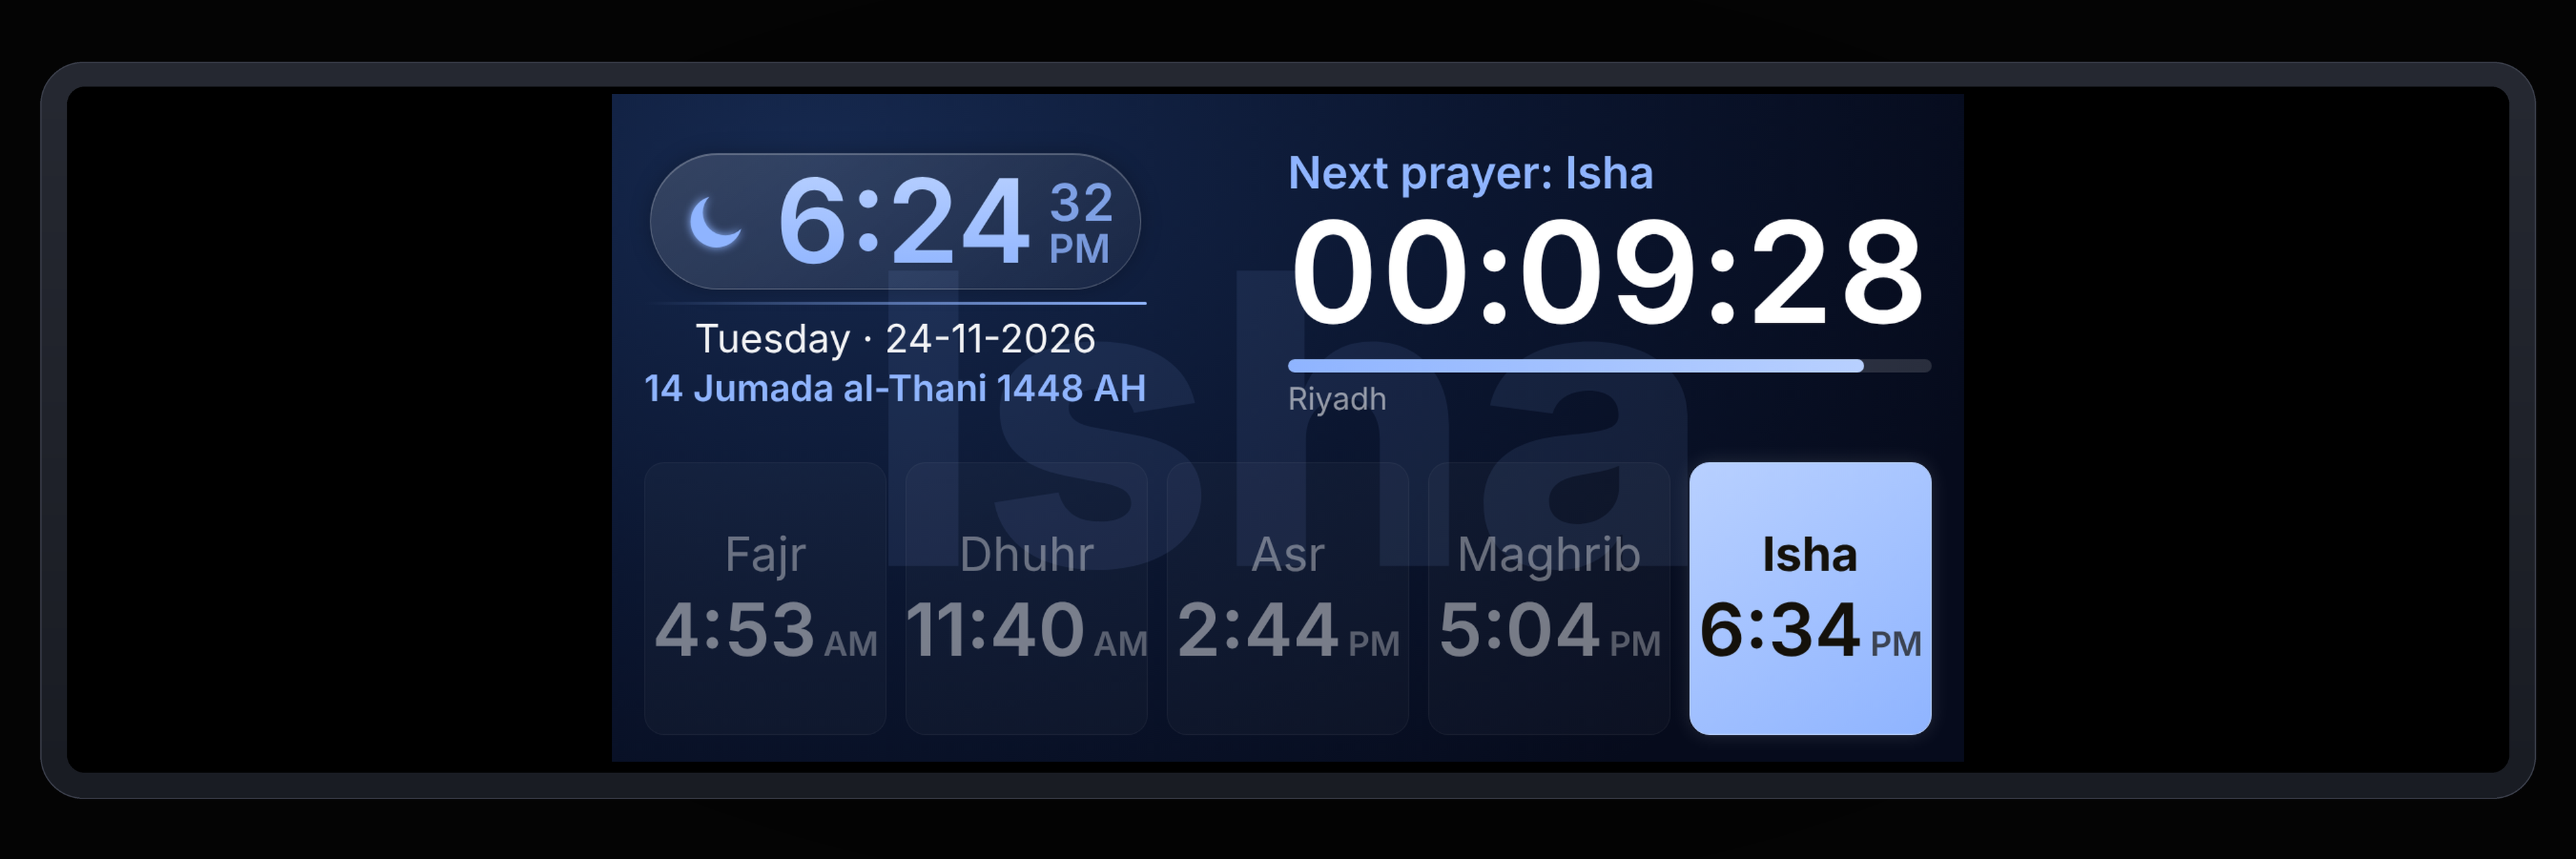 6:24 32 PM
Tuesday · 24-11-2026
14 Jumada al-Thani 1448 AH
Next prayer: Isha
00:09:28
Riyadh
Isha
Fajr
4:53 AM
Dhuhr
11:40 AM
Asr
2:44 PM
Maghrib
5:04 PM
Isha
6:34 PM